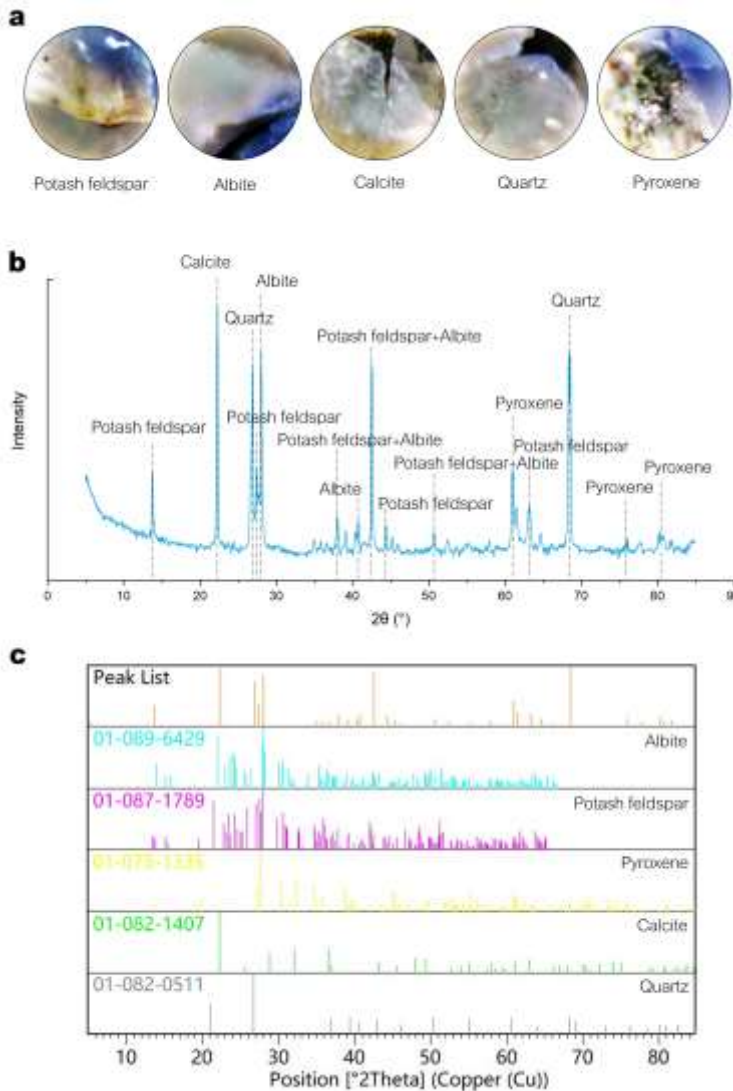 a
Potash feldspar
Albite
Calcite
Quartz
Pyroxene
b
Calcite
Albite
Quartz
Quartz
Potash feldspar+Albite
Pyroxene
Potash feldspar
Potash feldspar
Potash feldspar+Albite
Potash feldspar
Potash feldspar+Albite
Pyroxene
Albite
Potash feldspar
Pyroxene
Intensity
0
10
20
30
40
50
60
70
80
90
2θ (°)
c
Peak List
01-089-6429
Albite
01-087-1789
Potash feldspar
Pyroxene
01-082-1407
Calcite
01-082-0511
Quartz
10
20
30
40
50
60
70
80
Position [°2Theta] (Copper (Cu))